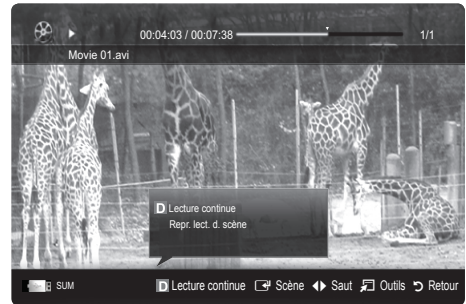 00:04:03 / 00:07:38 1/1
Movie 01.avi
D Lecture continue
Repr. lect. d. scène
SUM D Lecture continue Scène Saut Outils Retour